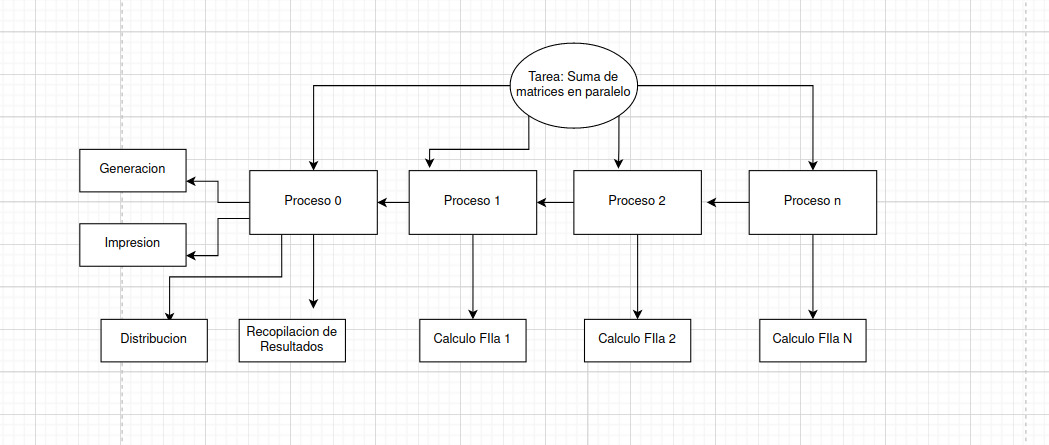 Tarea: Suma de
matrices en paralelo
Generacion
Proceso 0
Proceso 1
Proceso 2
Proceso n
Impresion
Distribucion
Recopilacion de
Resultados
Calculo FIla 1
Calculo FIla 2
Calculo FIla N